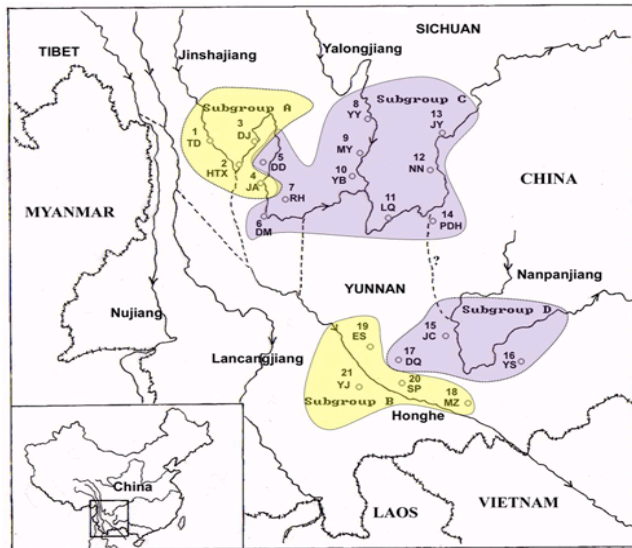 SICHUAN
TIBET
Jinshajiang
Yalongjiang
Subgroup A
Subgroup C
8
YY
3
DJ
13
JY
1
TD
9
MY
2
HTX
5
DD
12
NN
10
YB
4
JA
7
RH
CHINA
11
LQ
14
PDH
6
DM
MYANMAR
?
Nanpanjiang
YUNNAN
Nujiang
Subgroup D
19
ES
15
JC
Lancangjiang
17
DQ
16
YS
21
YJ
20
SP
18
MZ
Subgroup B
Honghe
China
VIETNAM
LAOS